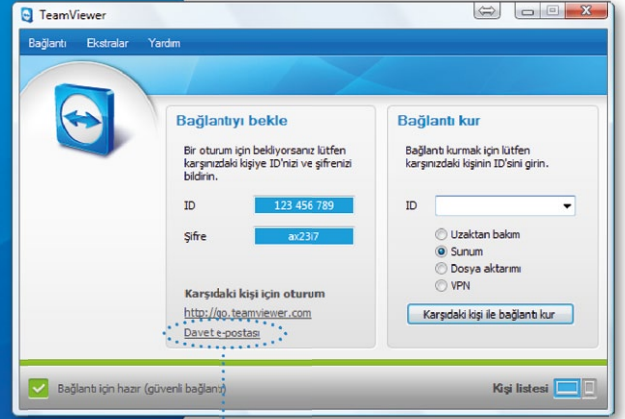 TeamViewer
Bağlantı Ekstralar Yardım
Bağlantıyı bekle
Bir oturum için bekliyorsanız lütfen
karşınızdaki kişiye ID'nizi ve şifrenizi
bildirin.
ID 123 456 789
Şifre ax23i7
Karşıdaki kişi için oturum
http://go.teamviewer.com
Davet e-postası
Bağlantı kur
Bağlantı kurmak için lütfen
karşınızdaki kişinin ID'sini girin.
ID
Uzaktan bakım
Sunum
Dosya aktarımı
VPN
Karşıdaki kişi ile bağlantı kur
Bağlantı için hazır (güvenli bağlantı)
Kişi listesi